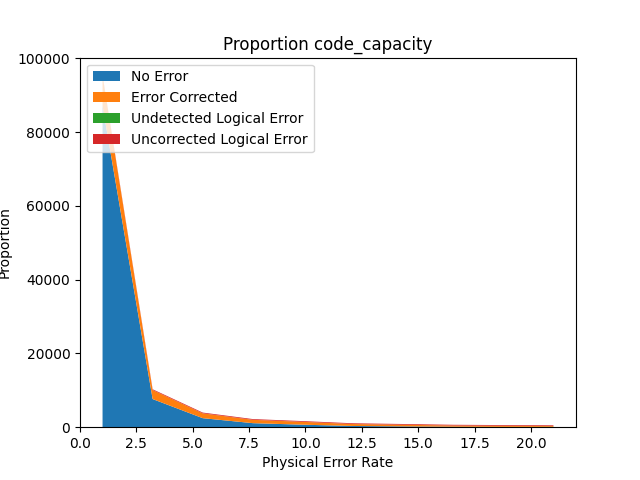 Proportion code_capacity
100000
80000
60000
40000
20000
0
Proportion
No Error
Error Corrected
Undetected Logical Error
Uncorrected Logical Error
0.0 2.5 5.0 7.5 10.0 12.5 15.0 17.5 20.0
Physical Error Rate